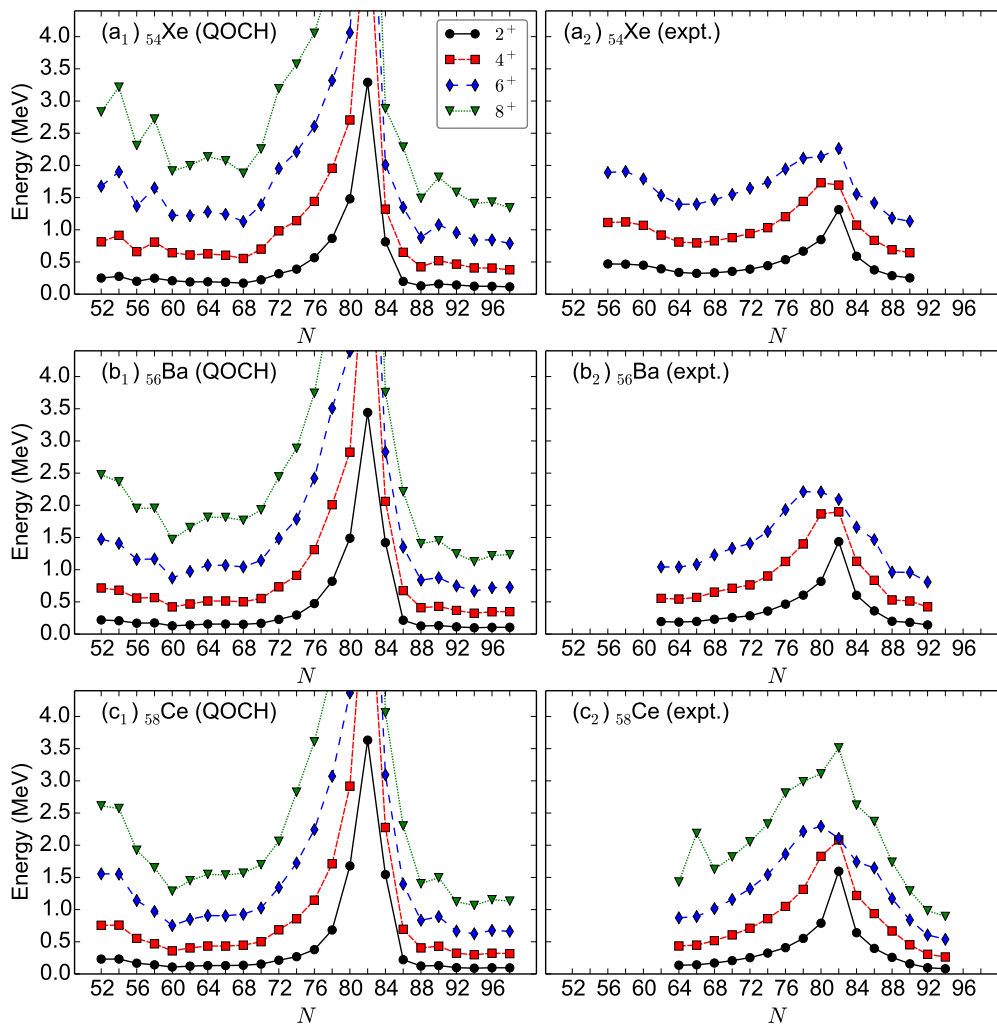 (a₁) ₅₄Xe (QOCH)
2⁺
4⁺
6⁺
8⁺
Energy (MeV)
4.0
3.5
3.0
2.5
2.0
1.5
1.0
0.5
0.0
52 56 60 64 68 72 76 80 84 88 92 96
N
(a₂) ₅₄Xe (expt.)
52 56 60 64 68 72 76 80 84 88 92 96
N
(b₁) ₅₆Ba (QOCH)
Energy (MeV)
4.0
3.5
3.0
2.5
2.0
1.5
1.0
0.5
0.0
52 56 60 64 68 72 76 80 84 88 92 96
N
(b₂) ₅₆Ba (expt.)
52 56 60 64 68 72 76 80 84 88 92 96
N
(c₁) ₅₈Ce (QOCH)
Energy (MeV)
4.0
3.5
3.0
2.5
2.0
1.5
1.0
0.5
0.0
52 56 60 64 68 72 76 80 84 88 92 96
N
(c₂) ₅₈Ce (expt.)
52 56 60 64 68 72 76 80 84 88 92 96
N